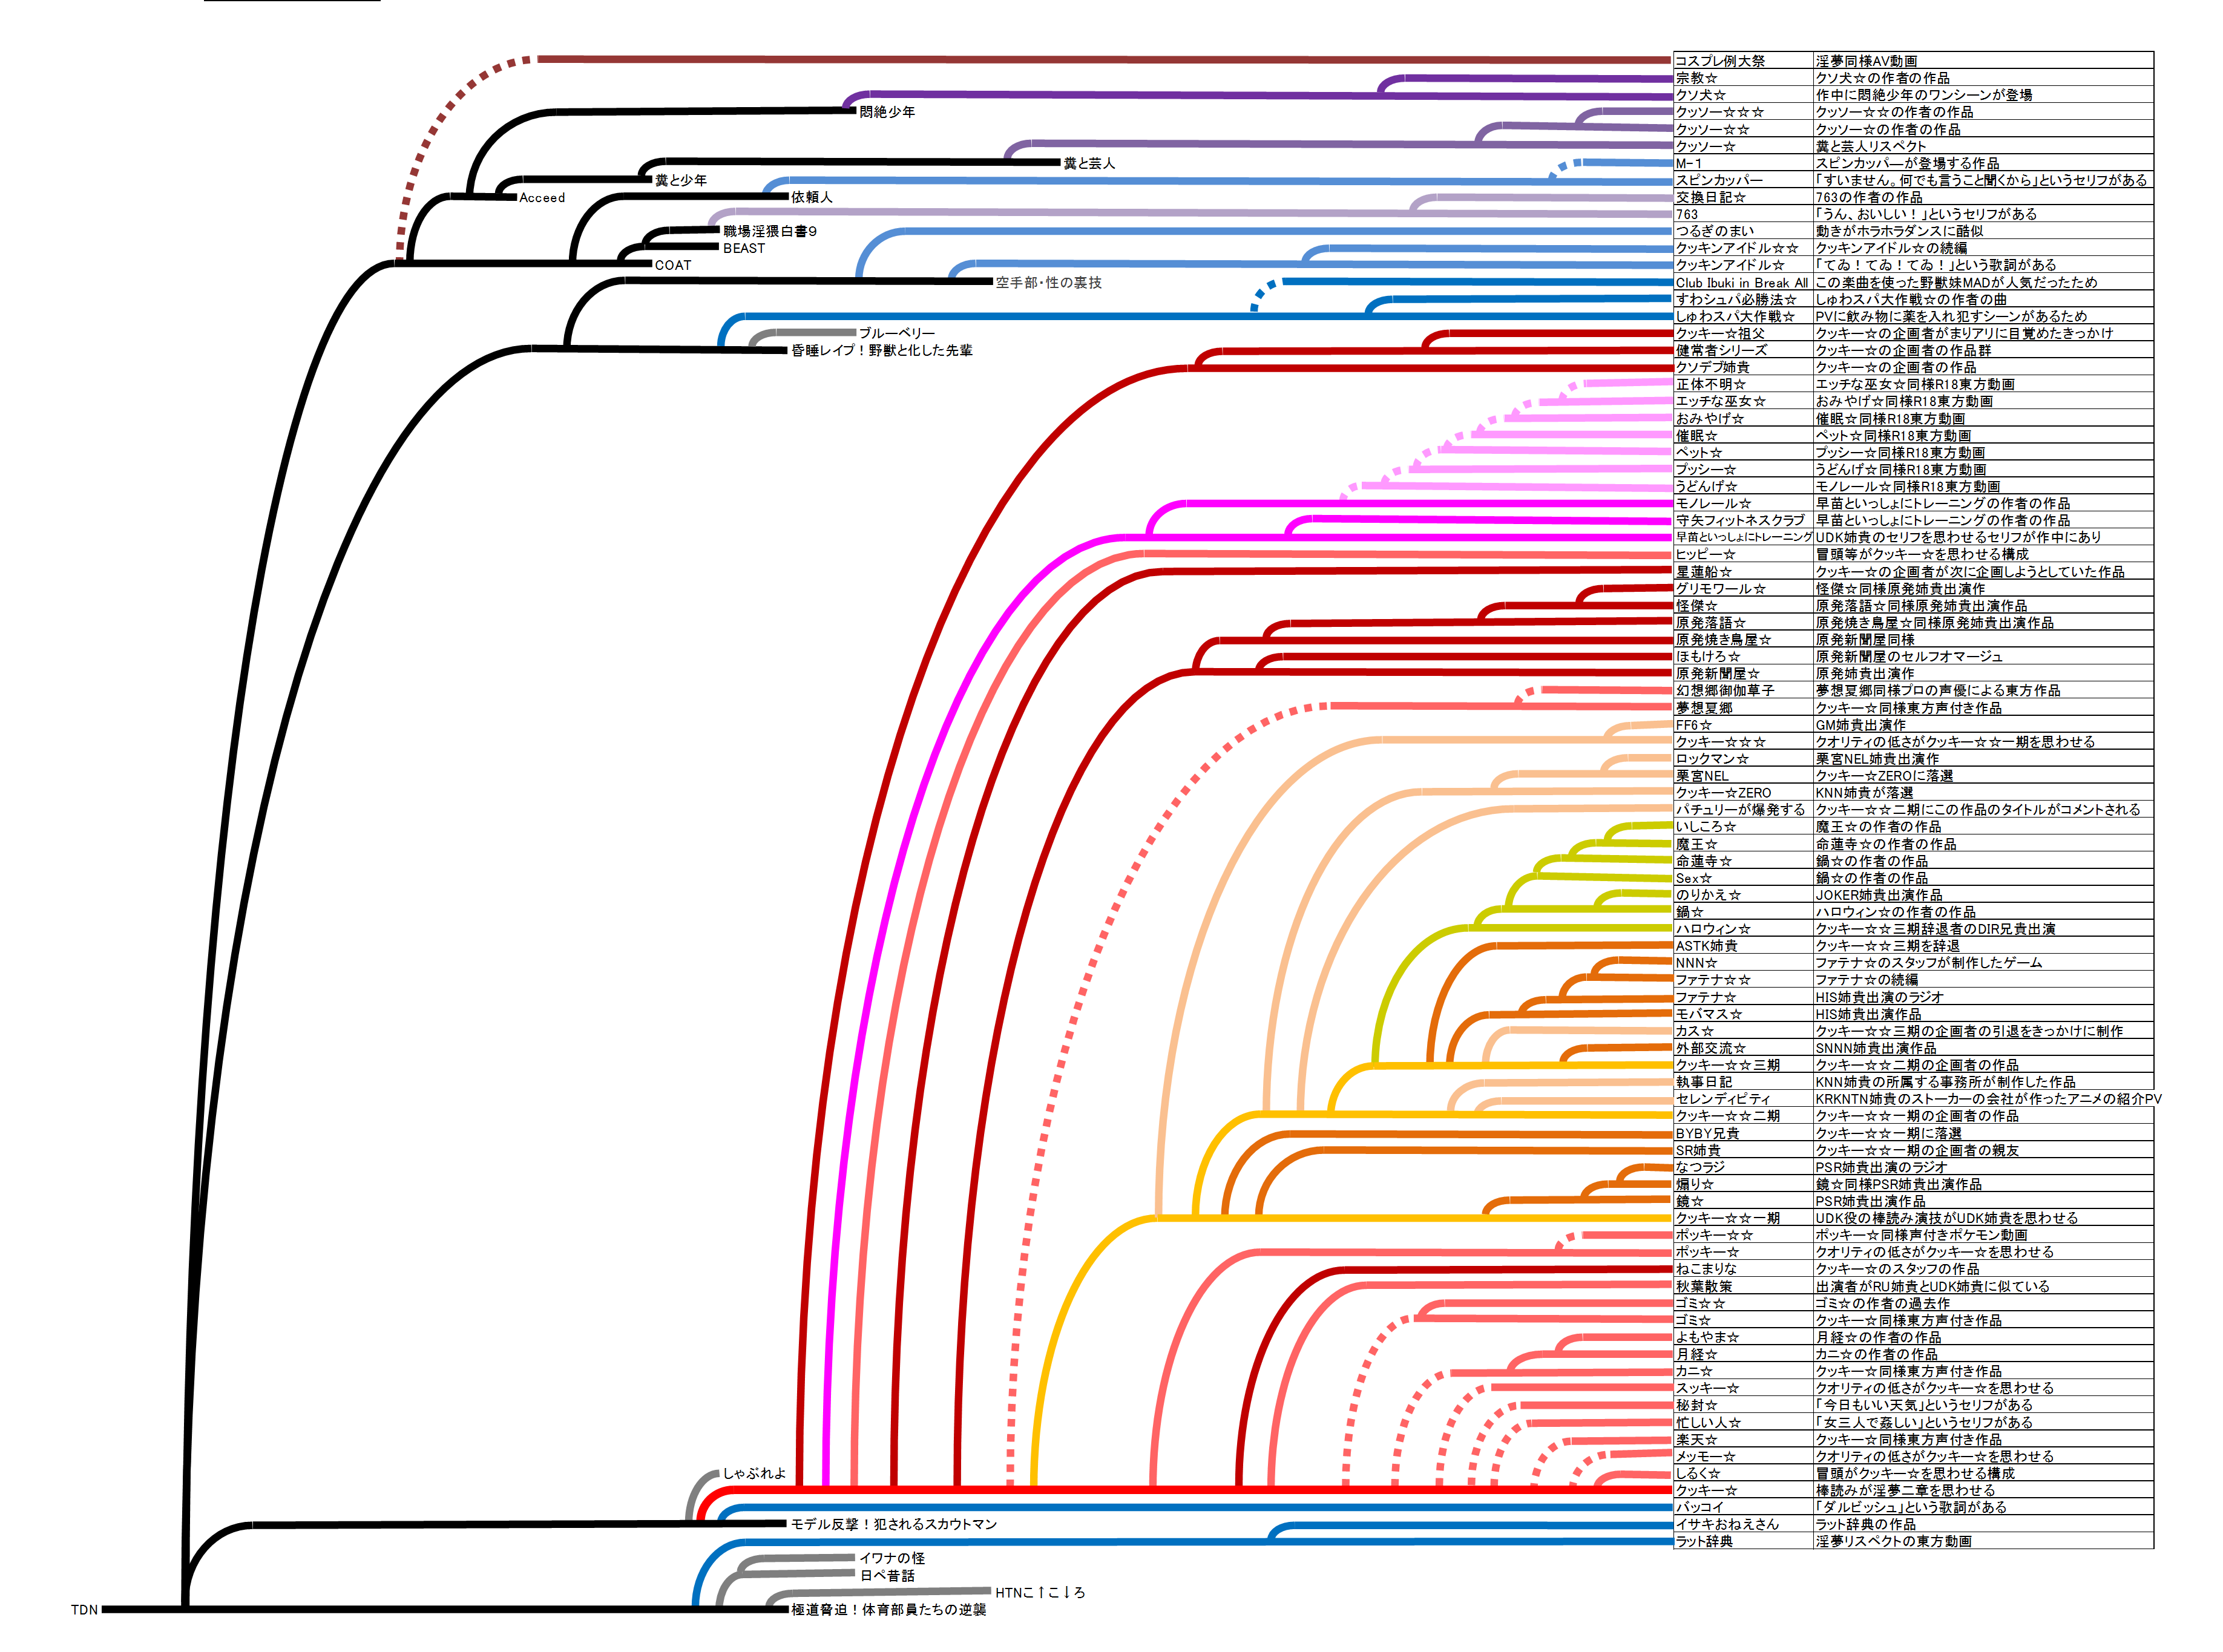 コスプレ例大祭 淫夢同様AV動画
宗教☆ クソ犬☆の作者の作品
クソ犬☆ 作中に悶絶少年のワンシーンが登場
悶絶少年
クッソー☆☆☆ クッソー☆☆の作者の作品
クッソー☆☆ クッソー☆の作者の作品
クッソー☆ 糞と芸人リスペクト
糞と芸人
M-1 スピンカッパーが登場する作品
糞と少年
スピンカッパー 「すいません。何でも言うこと聞くから」というセリフがある
Acceed
依頼人
交換日記☆ 763の作者の作品
763 「うん、おいしい！」というセリフがある
職場淫猥白書9
つるぎのまい 動きがホラホラダンスに酷似
BEAST
クッキンアイドル☆☆ クッキンアイドル☆の続編
COAT
クッキンアイドル☆ 「てゐ！てゐ！てゐ！」という歌詞がある
空手部・性の裏技
Club Ibuki in Break All この楽曲を使った野獣妹MADが人気だったため
すわシュパ必勝法☆ しゅわスパ大作戦☆の作者の曲
しゅわスパ大作戦☆ PVに飲み物に薬を入れ犯すシーンがあるため
ブルーベリー
クッキー☆祖父 クッキー☆の企画者がまりアリに目覚めたきっかけ
昏睡レイプ！野獣と化した先輩
健常者シリーズ クッキー☆の企画者の作品群
クソデブ姉貴 クッキー☆の企画者の作品
正体不明☆ エッチな巫女☆同様R18東方動画
エッチな巫女☆ おみやげ☆同様R18東方動画
おみやげ☆ 催眠☆同様R18東方動画
催眠☆ ペット☆同様R18東方動画
ペット☆ プッシー☆同様R18東方動画
プッシー☆ うどんげ☆同様R18東方動画
うどんげ☆ モノレール☆同様R18東方動画
モノレール☆ 早苗といっしょにトレーニングの作者の作品
守矢フィットネスクラブ 早苗といっしょにトレーニングの作者の作品
早苗といっしょにトレーニング UDK姉貴のセリフを思わせるセリフが作中にあり
ヒッピー☆ 冒頭等がクッキー☆を思わせる構成
星蓮船☆ クッキー☆の企画者が次に企画しようとしていた作品
グリモワール☆ 怪傑☆同様原発姉貴出演作
怪傑☆ 原発落語☆同様原発姉貴出演作品
原発落語☆ 原発焼き鳥屋☆同様原発姉貴出演作品
原発焼き鳥屋☆ 原発新聞屋同様
ほもけろ☆ 原発新聞屋のセルフオマージュ
原発新聞屋☆ 原発姉貴出演作
幻想郷御伽草子 夢想夏郷同様プロの声優による東方作品
夢想夏郷 クッキー☆同様東方声付き作品
FF6☆ GM姉貴出演作
クッキー☆☆☆ クオリティの低さがクッキー☆☆一期を思わせる
ロックマン☆ 栗宮NEL姉貴出演作
栗宮NEL クッキー☆ZEROに落選
クッキー☆ZERO KNN姉貴が落選
パチュリーが爆発する クッキー☆☆二期にこの作品のタイトルがコメントされる
いしころ☆ 魔王☆の作者の作品
魔王☆ 命蓮寺☆の作者の作品
命蓮寺☆ 鍋☆の作者の作品
Sex☆ 鍋☆の作者の作品
のりかえ☆ JOKER姉貴出演作品
鍋☆ ハロウィン☆の作者の作品
ハロウィン☆ クッキー☆☆三期辞退者のDIR兄貴出演
ASTK姉貴 クッキー☆☆三期を辞退
NNN☆ ファテナ☆のスタッフが制作したゲーム
ファテナ☆☆ ファテナ☆の続編
ファテナ☆ HIS姉貴出演のラジオ
モバマス☆ HIS姉貴出演作品
カス☆ クッキー☆☆三期の企画者の引退をきっかけに制作
外部交流☆ SNNN姉貴出演作品
クッキー☆☆三期 クッキー☆☆二期の企画者の作品
執事日記 KNN姉貴の所属する事務所が制作した作品
セレンディピティ KRKNTN姉貴のストーカーの会社が作ったアニメの紹介PV
クッキー☆☆二期 クッキー☆☆一期の企画者の作品
BYBY兄貴 クッキー☆☆一期に落選
SR姉貴 クッキー☆☆一期の企画者の親友
なつラジ PSR姉貴出演のラジオ
煽り☆ 鏡☆同様PSR姉貴出演作品
鏡☆ PSR姉貴出演作品
クッキー☆☆一期 UDK役の棒読み演技がUDK姉貴を思わせる
ポッキー☆☆ ポッキー☆同様声付きポケモン動画
ポッキー☆ クオリティの低さがクッキー☆を思わせる
ねこまりな クッキー☆のスタッフの作品
秋葉散策 出演者がRU姉貴とUDK姉貴に似ている
ゴミ☆☆ ゴミ☆の作者の過去作
ゴミ☆ クッキー☆同様東方声付き作品
よもやま☆ 月経☆の作者の作品
月経☆ カニ☆の作者の作品
カニ☆ クッキー☆同様東方声付き作品
スッキー☆ クオリティの低さがクッキー☆を思わせる
秘封☆ 「今日もいい天気」というセリフがある
忙しい人☆ 「女三人で姦しい」というセリフがある
楽天☆ クッキー☆同様東方声付き作品
メッモー☆ クオリティの低さがクッキー☆を思わせる
しゃぶれよ
しるく☆ 冒頭がクッキー☆を思わせる構成
クッキー☆ 棒読みが淫夢二章を思わせる
バッコイ 「ダルビッシュ」という歌詞がある
モデル反撃！犯されるスカウトマン
イサキおねえさん ラット辞典の作品
ラット辞典 淫夢リスペクトの東方動画
イワナの怪
日ペ昔話
HTNこ↑こ↓ろ
TDN
極道脅迫！体育部員たちの逆襲